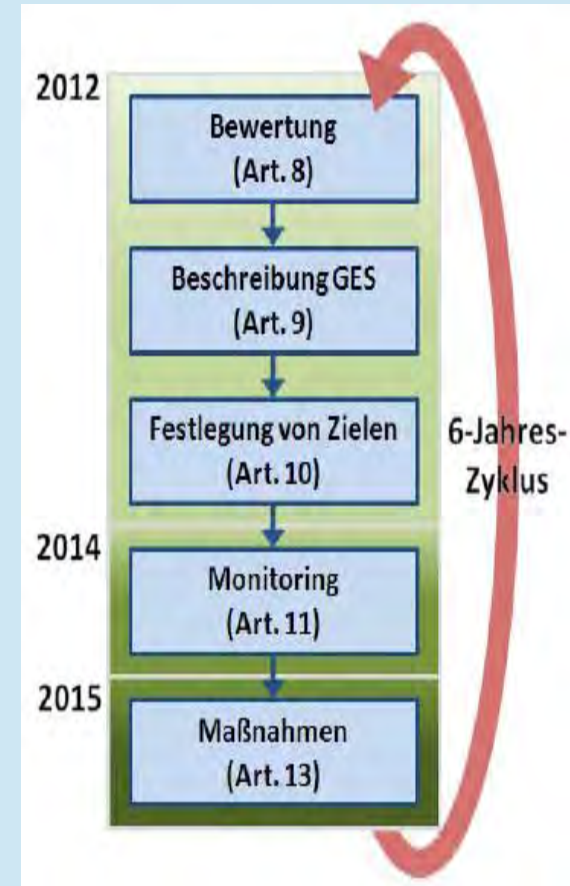 2012
Bewertung
(Art. 8)
Beschreibung GES
(Art. 9)
Festlegung von Zielen
(Art. 10)
6-Jahres-
Zyklus
2014
Monitoring
(Art. 11)
2015
Maßnahmen
(Art. 13)